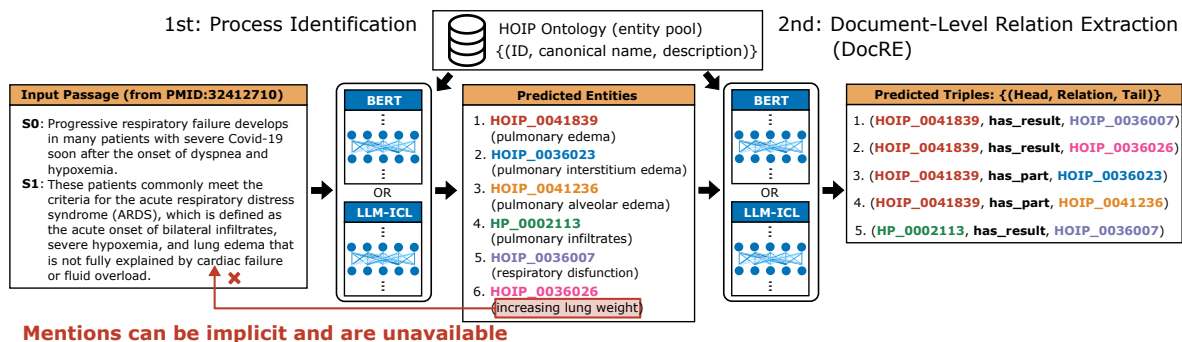 1st: Process Identification
HOIP Ontology (entity pool)
{(ID, canonical name, description)}
2nd: Document-Level Relation Extraction
(DocRE)
Input Passage (from PMID:32412710)
S0: Progressive respiratory failure develops
in many patients with severe Covid-19
soon after the onset of dyspnea and
hypoxemia.
S1: These patients commonly meet the
criteria for the acute respiratory distress
syndrome (ARDS), which is defined as
the acute onset of bilateral infiltrates,
severe hypoxemia, and lung edema that
is not fully explained by cardiac failure
or fluid overload.
BERT
OR
LLM-ICL
Predicted Entities
1. HOIP_0041839
(pulmonary edema)
2. HOIP_0036023
(pulmonary interstitium edema)
3. HOIP_0041236
(pulmonary alveolar edema)
4. HP_0002113
(pulmonary infiltrates)
5. HOIP_0036007
(respiratory disfunction)
6. HOIP_0036026
(increasing lung weight)
BERT
OR
LLM-ICL
Predicted Triples: {(Head, Relation, Tail)}
1. (HOIP_0041839, has_result, HOIP_0036007)
2. (HOIP_0041839, has_result, HOIP_0036026)
3. (HOIP_0041839, has_part, HOIP_0036023)
4. (HOIP_0041839, has_part, HOIP_0041236)
5. (HP_0002113, has_result, HOIP_0036007)
Mentions can be implicit and are unavailable